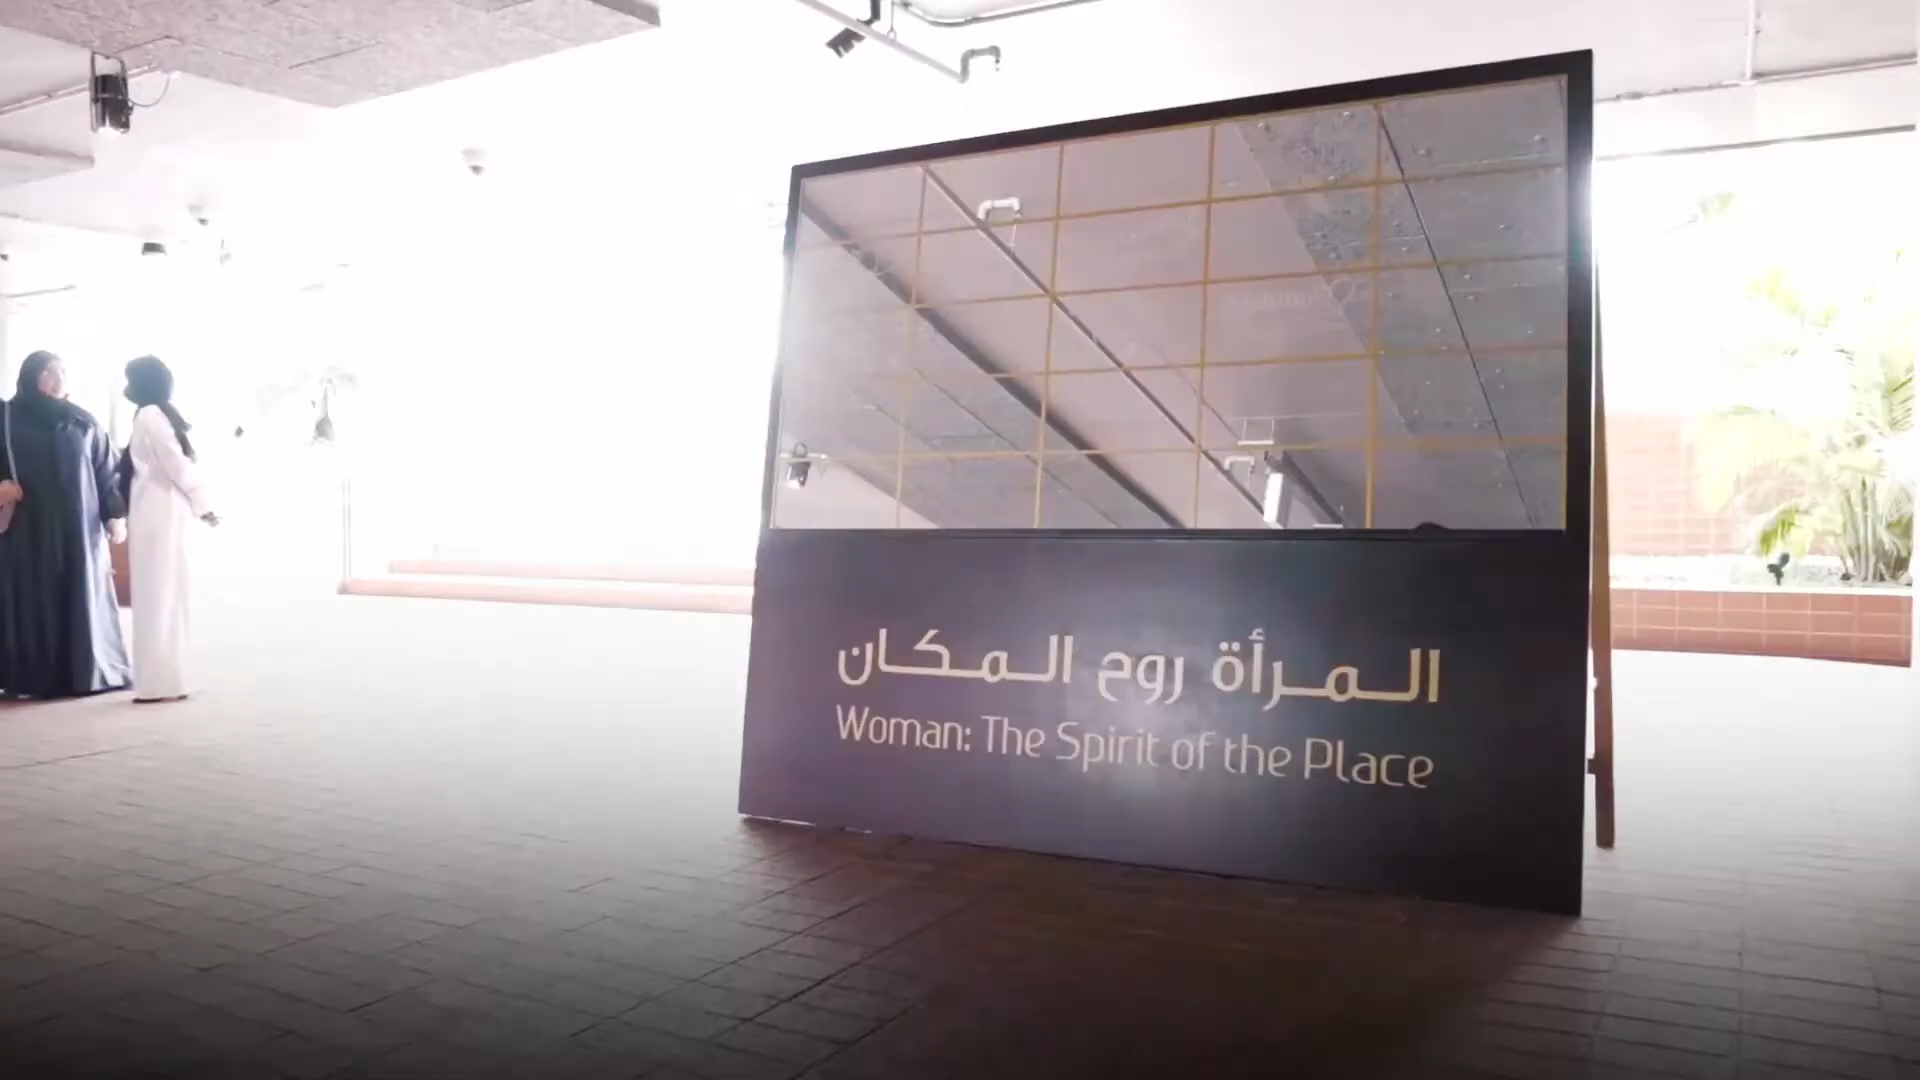 المرأة روح المكان
Woman: The Spirit of the Place